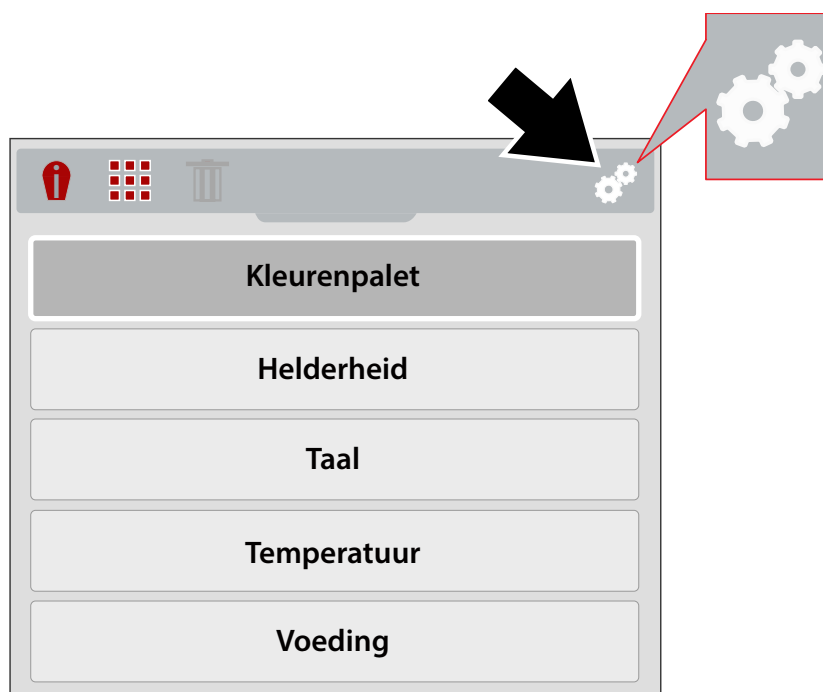 Kleurenpalet
Helderheid
Taal
Temperatuur
Voeding